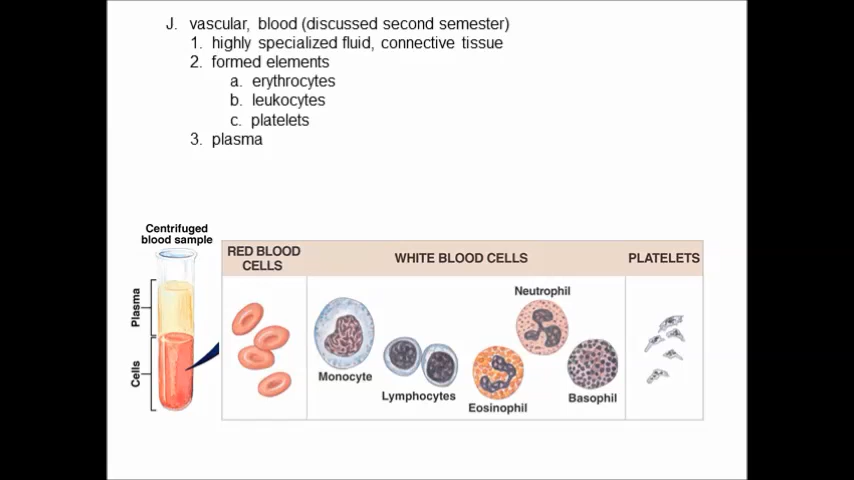 J. vascular, blood (discussed second semester)
1. highly specialized fluid, connective tissue
2. formed elements
a. erythrocytes
b. leukocytes
c. platelets
3. plasma
Centrifuged
blood sample
Plasma
Cells
RED BLOOD
CELLS
WHITE BLOOD CELLS
PLATELETS
Monocyte
Lymphocytes
Eosinophil
Neutrophil
Basophil